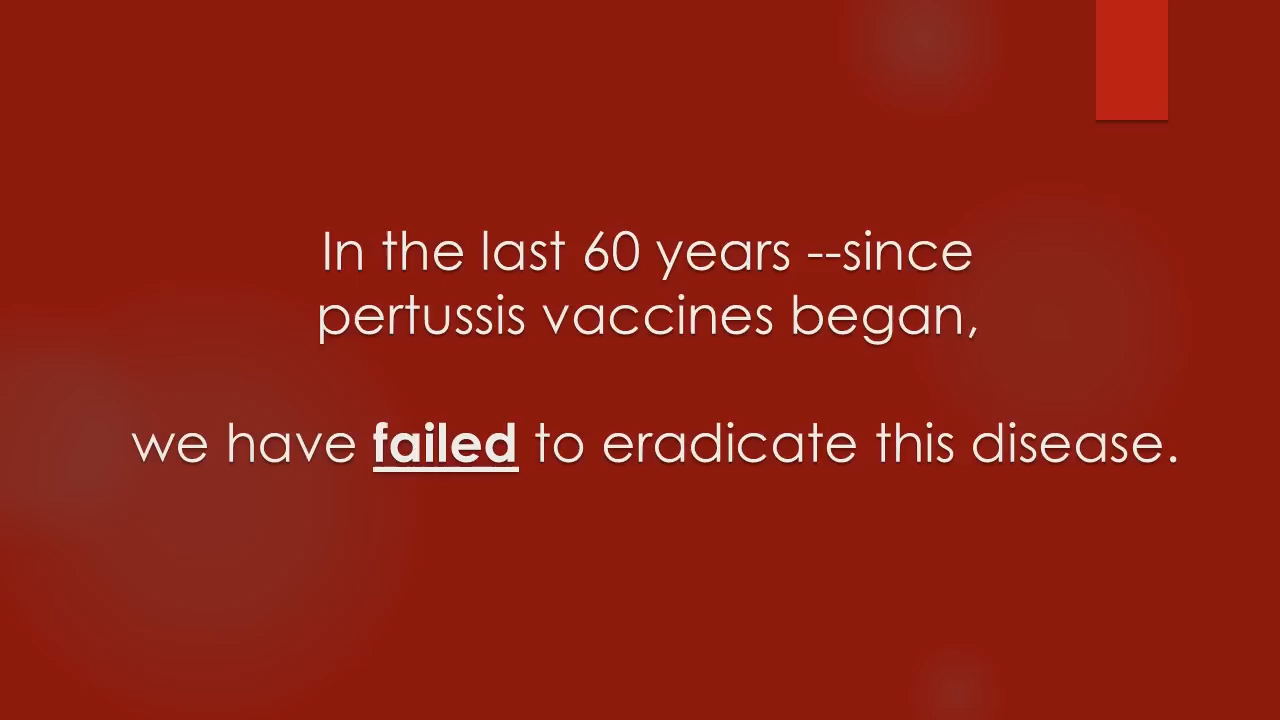 In the last 60 years --since
pertussis vaccines began,
we have failed to eradicate this disease.